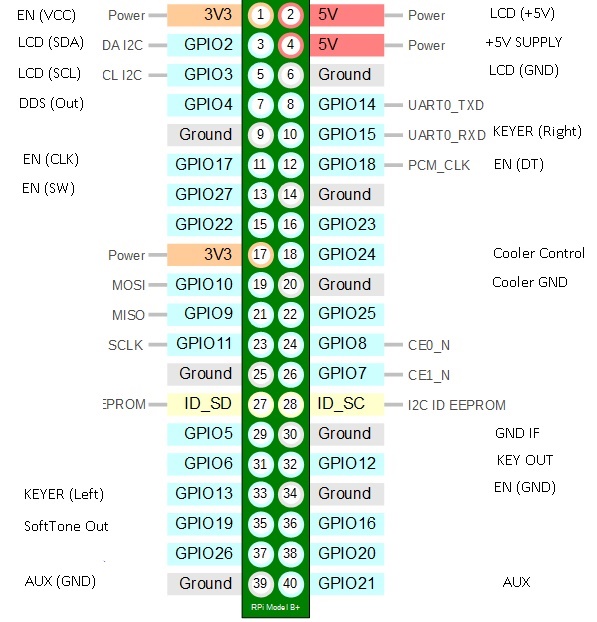 EN (VCC) Power 3V3 1 2 5V Power LCD (+5V)
LCD (SDA) DA I2C GPIO2 3 4 5V Power +5V SUPPLY
LCD (SCL) CL I2C GPIO3 5 6 Ground LCD (GND)
DDS (Out) GPIO4 7 8 GPIO14 UART0_TXD
Ground 9 10 GPIO15 UART0_RXD KEYER (Right)
EN (CLK) GPIO17 11 12 GPIO18 PCM_CLK EN (DT)
EN (SW) GPIO27 13 14 Ground
GPIO22 15 16 GPIO23
Power 3V3 17 18 GPIO24 Cooler Control
MOSI GPIO10 19 20 Ground Cooler GND
MISO GPIO9 21 22 GPIO25
SCLK GPIO11 23 24 GPIO8 CE0_N
Ground 25 26 GPIO7 CE1_N
EPROM ID_SD 27 28 ID_SC I2C ID EEPROM
GPIO5 29 30 Ground GND IF
GPIO6 31 32 GPIO12 KEY OUT
KEYER (Left) GPIO13 33 34 Ground EN (GND)
SoftTone Out GPIO19 35 36 GPIO16
GPIO26 37 38 GPIO20
AUX (GND) Ground 39 40 GPIO21 AUX
RPi Model B+